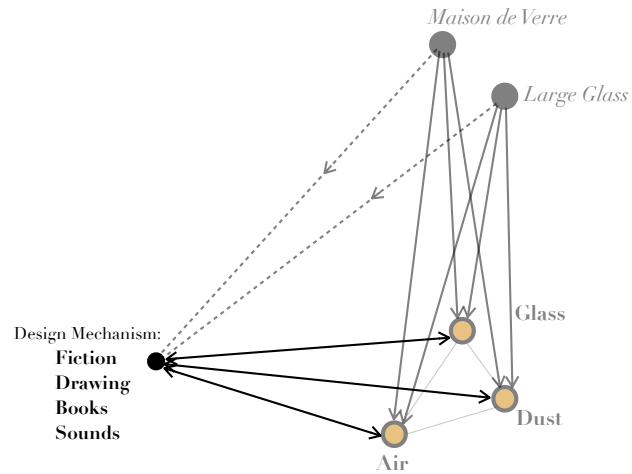 Maison de Verre
Large Glass
Glass
Design Mechanism:
Fiction
Drawing
Books
Sounds
Dust
Air